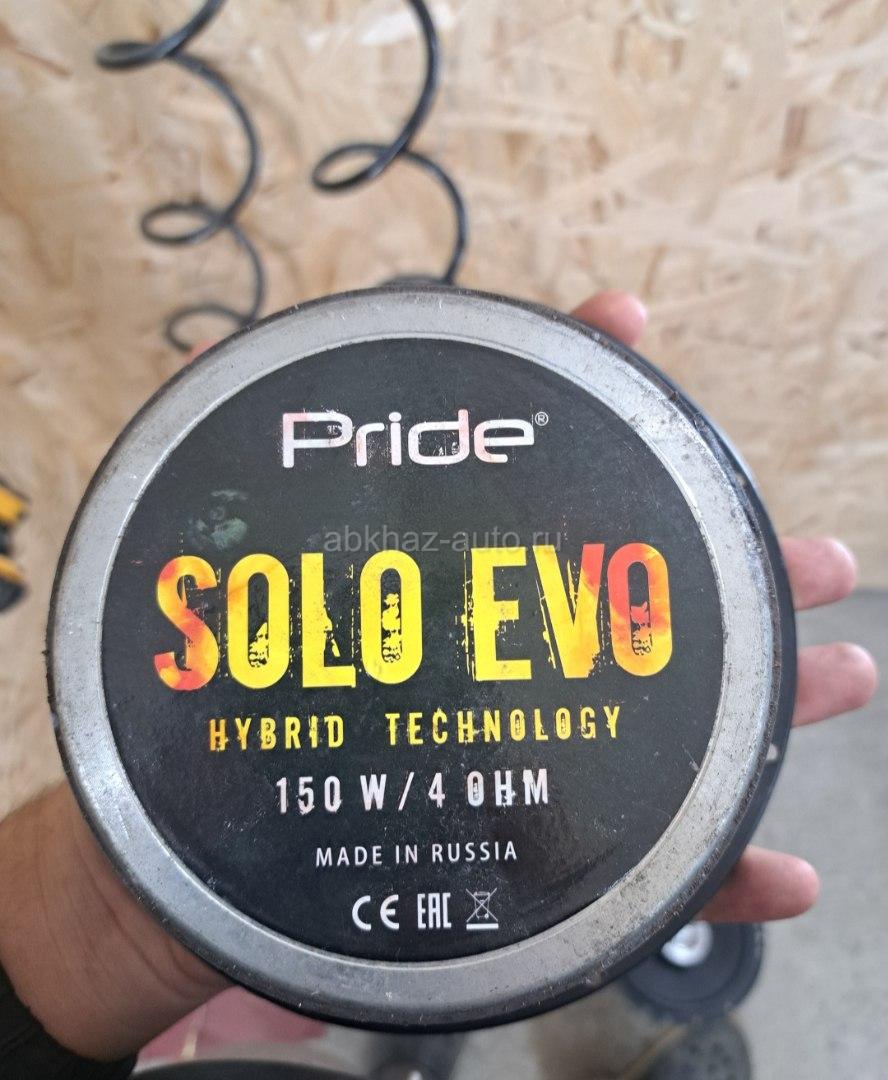 Pride®
abkhaz-auto.ru
SOLO EVO
HYBRID TECHNOLOGY
150 W/4 OHM
MADE IN RUSSIA
CE EAC